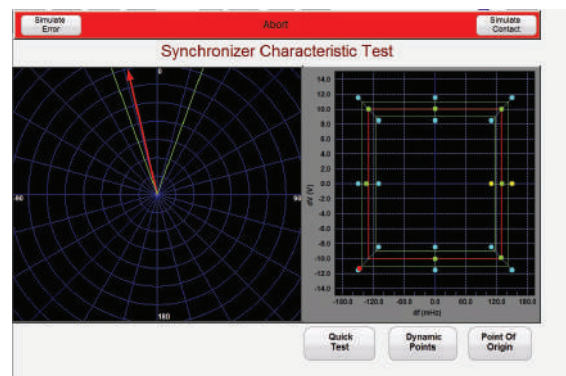 Simulate Error
Abort
Simulate Contact
Synchronizer Characteristic Test
0
90
180
14.0
12.0
10.0
8.0
6.0
4.0
2.0
0.0
-2.0
-4.0
-6.0
-8.0
-10.0
-12.0
-14.0
dV (V)
-120.0
-60.0
0.0
60.0
120.0
180.0
df (mHz)
Quick Test
Dynamic Points
Point Of Origin